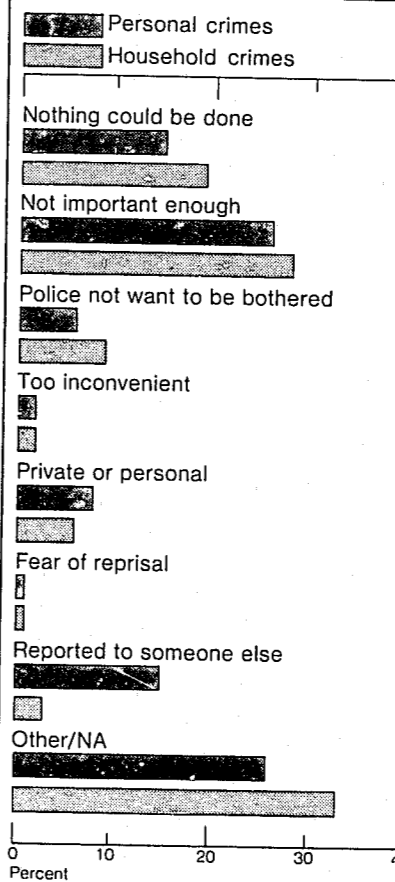 Personal crimes
Household crimes
Nothing could be done
Not important enough
Police not want to be bothered
Too inconvenient
Private or personal
Fear of reprisal
Reported to someone else
Other/NA
0 10 20 30
Percent